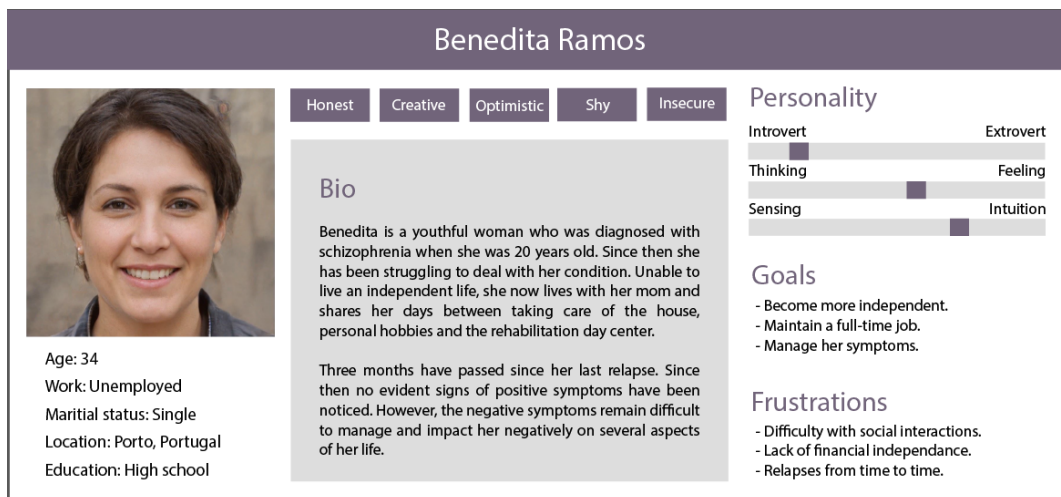 Benedita Ramos
Honest
Creative
Optimistic
Shy
Insecure
Bio
Benedita is a youthful woman who was diagnosed with
schizophrenia when she was 20 years old. Since then she
has been struggling to deal with her condition. Unable to
live an independent life, she now lives with her mom and
shares her days between taking care of the house,
personal hobbies and the rehabilitation day center.
Three months have passed since her last relapse. Since
then no evident signs of positive symptoms have been
noticed. However, the negative symptoms remain difficult
to manage and impact her negatively on several aspects
of her life.
Age: 34
Work: Unemployed
Maritial status: Single
Location: Porto, Portugal
Education: High school
Personality
Introvert Extrovert
Thinking Feeling
Sensing Intuition
Goals
- Become more independent.
- Maintain a full-time job.
- Manage her symptoms.
Frustrations
- Difficulty with social interactions.
- Lack of financial independence.
- Relapses from time to time.